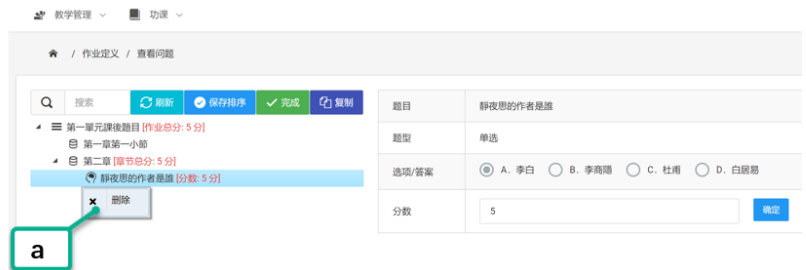 教学管理 功课
/ 作业定义 / 查看问题
搜索 刷新 保存排序 完成 复制
第一單元課後題目 [作业总分: 5 分]
第一章第一小節
第二章 [章节总分: 5 分]
靜夜思的作者是誰 [分数: 5 分]
删除
a
题目 靜夜思的作者是誰
题型 单选
选项/答案 A. 李白 B. 李商隱 C. 杜甫 D. 白居易
分数 5 确定